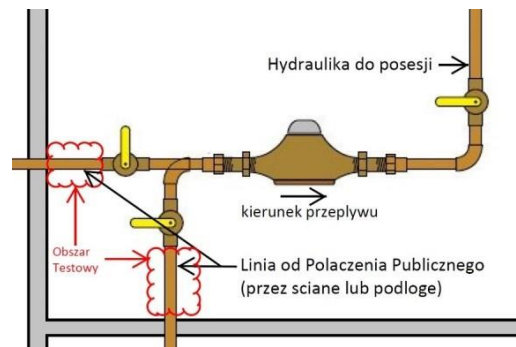 Hydraulika do posesji
kierunek przeplywu
Obszar
Testowy
Linia od Polaczenia Publicznego
(przez sciane lub podloge)